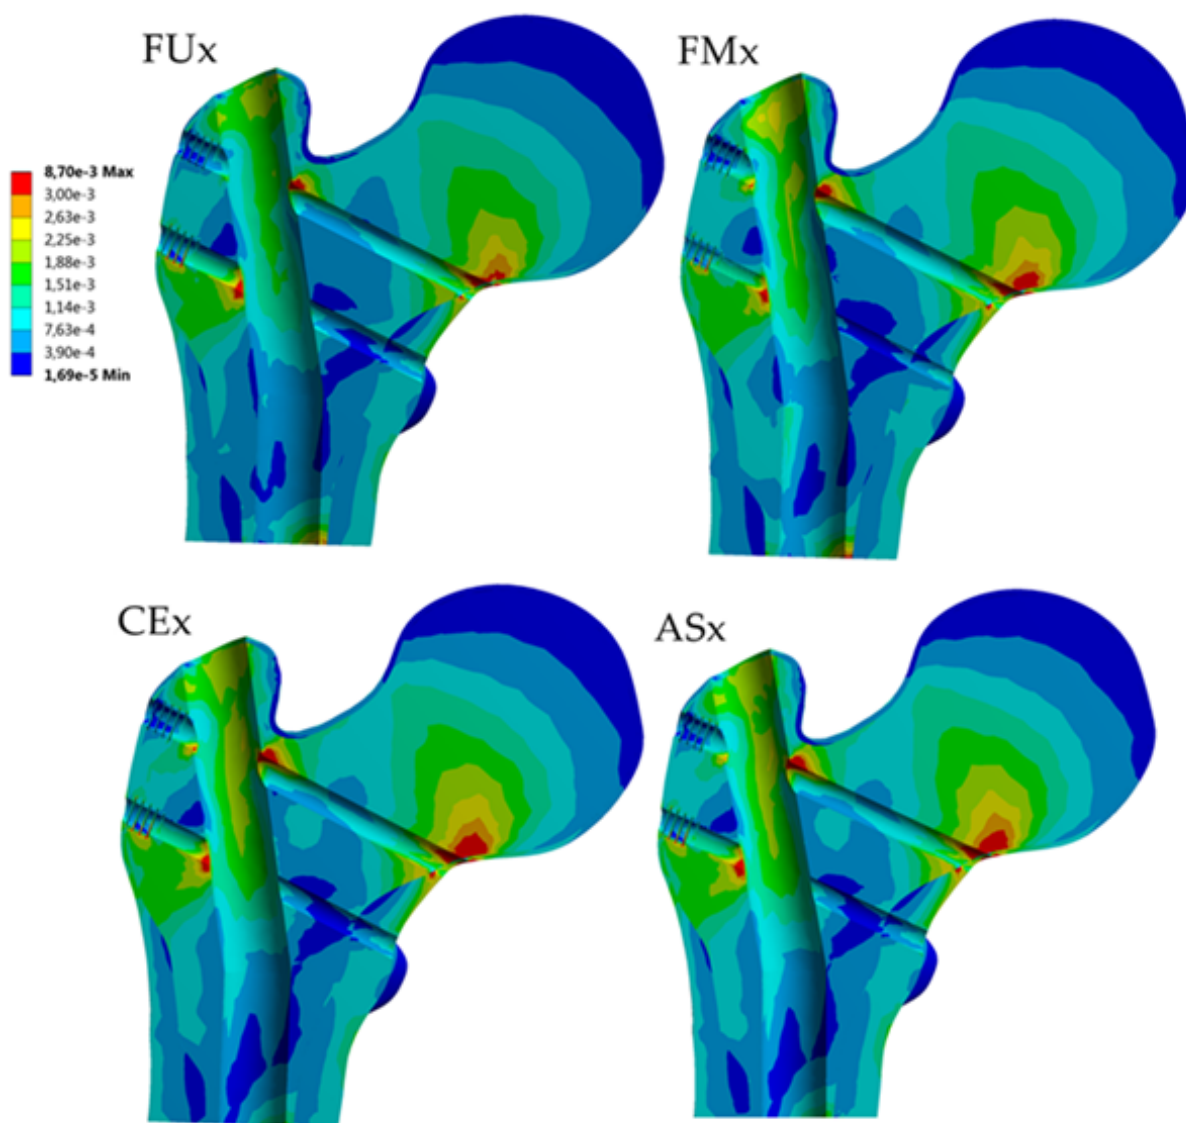 FUx
FMx
8,70e-3 Max
3,00e-3
2,63e-3
2,25e-3
1,88e-3
1,51e-3
1,14e-3
7,63e-4
3,90e-4
1,69e-5 Min
CEx
ASx